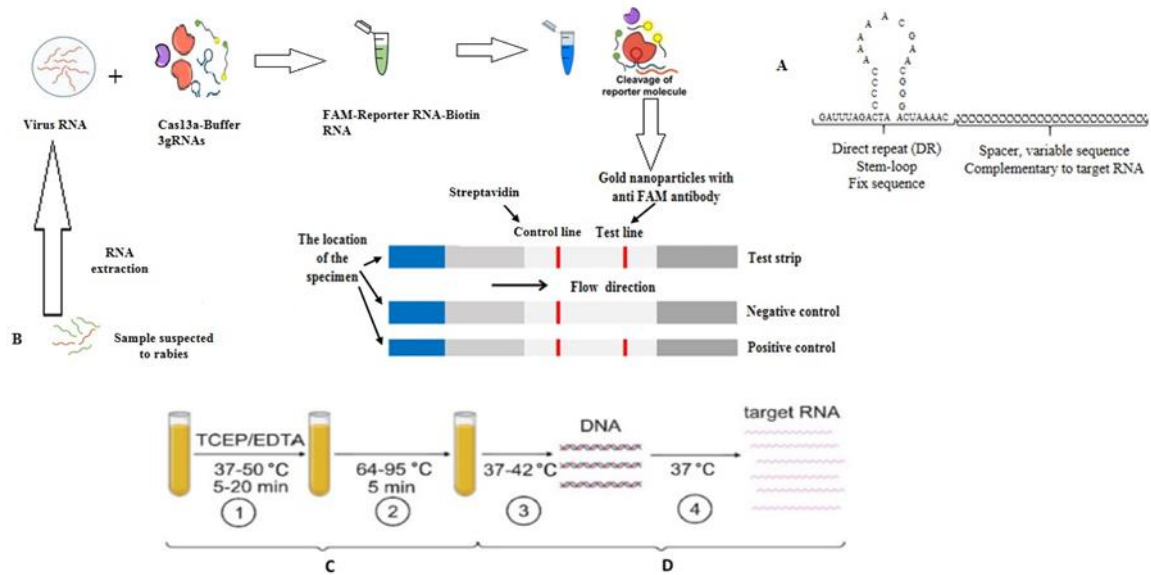 Virus RNA
+
Cas13a-Buffer
3gRNAs
FAM-Reporter RNA-Biotin
RNA
Cleavage of
reporter molecule
A
A A A C
A G
A A
A A
C C
C G
C G
C G
GAUUUAGACTA ACUAAAAC
Direct repeat (DR)
Stem-loop
Fix sequence
Spacer, variable sequence
Complementary to target RNA
RNA
extraction
B
Sample suspected
to rabies
Gold nanoparticles with
anti FAM antibody
Streptavidin
Control line
Test line
The location
of the
specimen
Test strip
Flow direction
Negative control
Positive control
TCEP/EDTA
37-50 °C
5-20 min
1
64-95 °C
5 min
2
37-42 °C
3
DNA
37 °C
4
target RNA
C
D